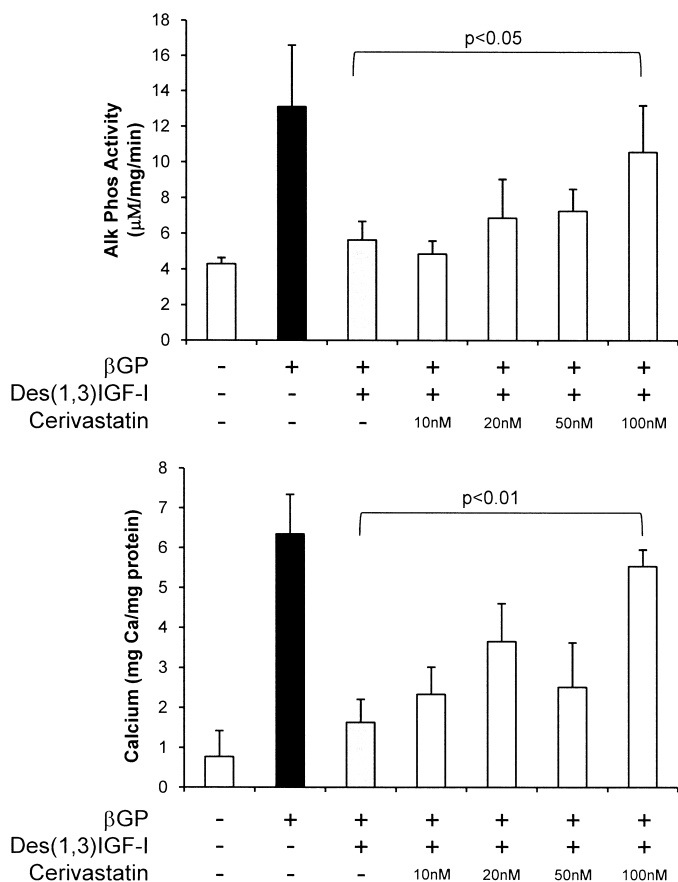 18
p<0.05
16
14
12
10
8
6
4
2
0
Alk Phos Activity
(μM/mg/min)
βGP - + + + + + +
Des(1,3)IGF-I - - + + + + +
Cerivastatin - - - 10nM 20nM 50nM 100nM
8
p<0.01
7
6
5
4
3
2
1
0
Calcium (mg Ca/mg protein)
βGP - + + + + + +
Des(1,3)IGF-I - - + + + + +
Cerivastatin - - - 10nM 20nM 50nM 100nM